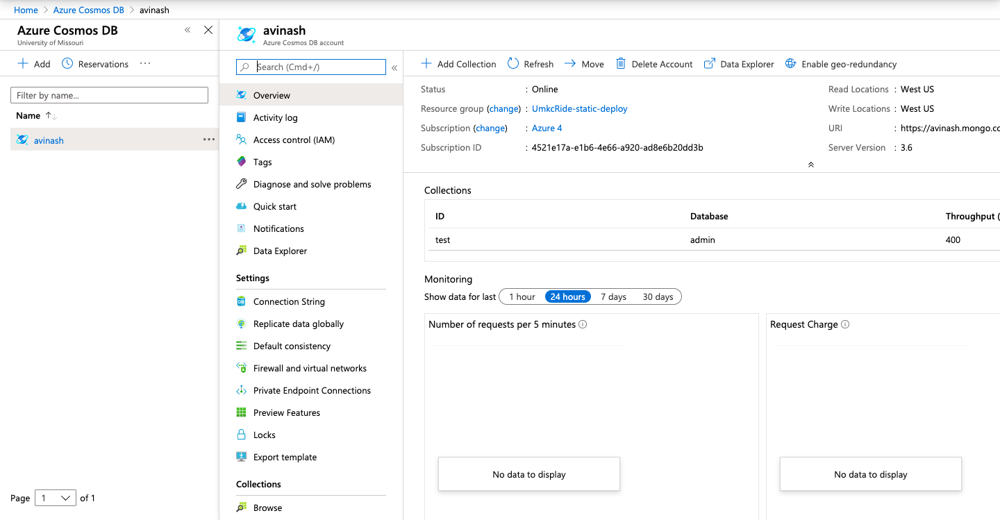 Home > Azure Cosmos DB > avinash
Azure Cosmos DB
University of Missouri
Add Reservations ...
Filter by name...
Name
avinash ...
Page 1 of 1
avinash
Azure Cosmos DB account
Search (Cmd+/)
Overview
Activity log
Access control (IAM)
Tags
Diagnose and solve problems
Quick start
Notifications
Data Explorer
Settings
Connection String
Replicate data globally
Default consistency
Firewall and virtual networks
Private Endpoint Connections
Preview Features
Locks
Export template
Collections
Browse
Add Collection Refresh Move Delete Account Data Explorer Enable geo-redundancy
Status : Online
Resource group (change) : UmkcRide-static-deploy
Subscription (change) : Azure 4
Subscription ID : 4521e17a-e1b6-4e66-a920-ad8e6b20dd3b
Read Locations : West US
Write Locations : West US
URI : https://avinash.mongo.co
Server Version : 3.6
Collections
ID Database Throughput (
test admin 400
Monitoring
Show data for last 1 hour 24 hours 7 days 30 days
Number of requests per 5 minutes
No data to display
Request Charge
No data to display